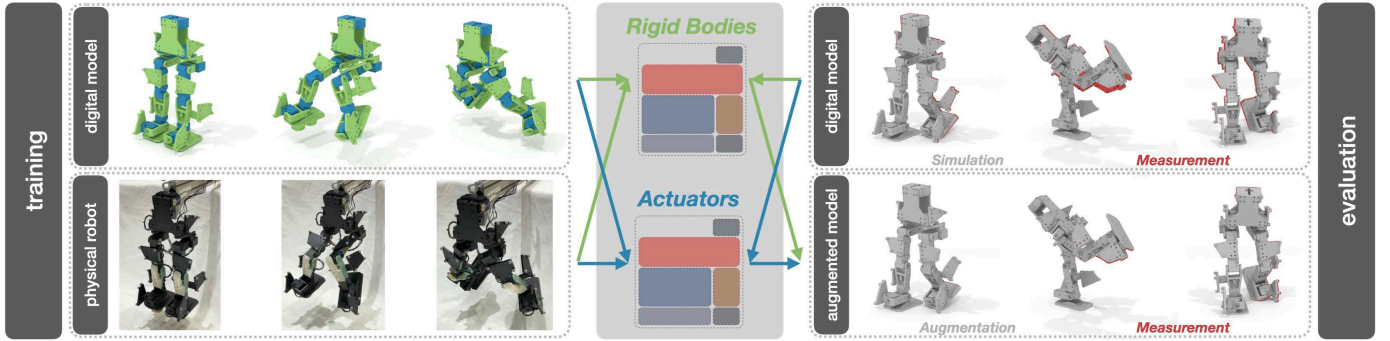 training
digital model
physical robot
Rigid Bodies
Actuators
digital model
Simulation
Measurement
augmented model
Augmentation
Measurement
evaluation